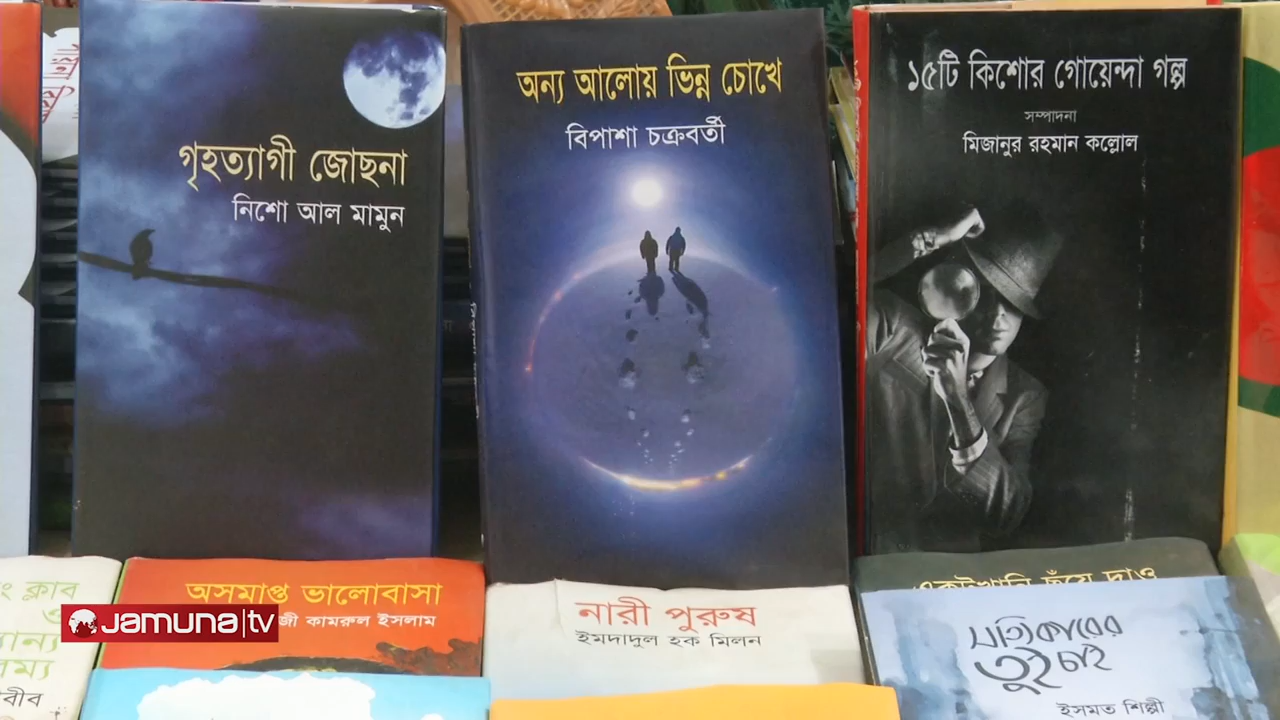 গৃহত্যাগী জোছনা
নিশো আল মামুন
অন্য আলোয় ভিন্ন চোখে
বিপাশা চক্রবর্তী
১৫টি কিশোর গোয়েন্দা গল্প
সম্পাদনা
মিজানুর রহমান কল্লোল
ং ক্লাব
ও
ন্যান্য
অসমাপ্ত ভালোবাসা
জী কামরুল ইসলাম
নারী পুরুষ
ইমদাদুল হক মিলন
একটুখানি ছুঁয়ে দাও
সত্যিকারের
তুই চাই
ইসমত শিল্পী
Jamuna|tv